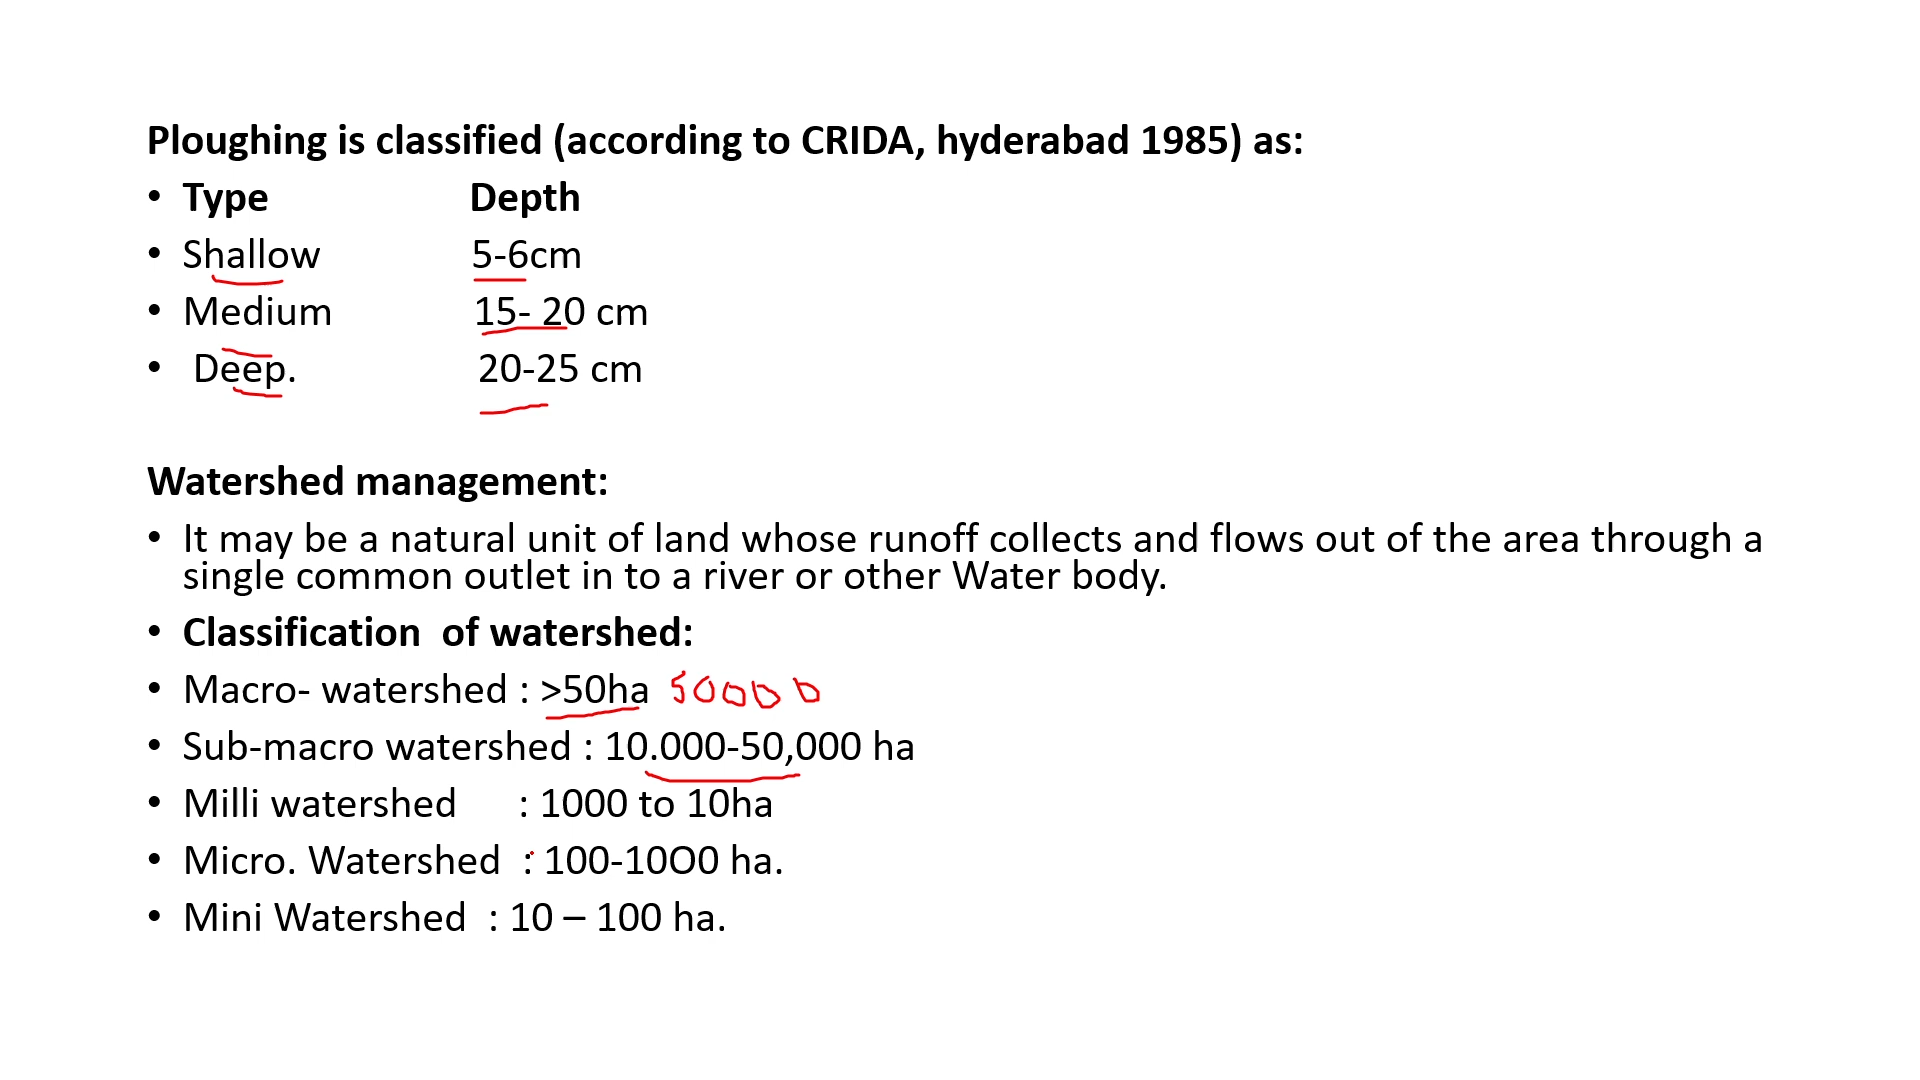 Ploughing is classified (according to CRIDA, hyderabad 1985) as:
• Type Depth
• Shallow 5-6cm
• Medium 15- 20 cm
• Deep. 20-25 cm
Watershed management:
• It may be a natural unit of land whose runoff collects and flows out of the area through a
single common outlet in to a river or other Water body.
• Classification of watershed:
• Macro- watershed : >50ha 50000
• Sub-macro watershed : 10.000-50,000 ha
• Milli watershed : 1000 to 10ha
• Micro. Watershed : 100-10O0 ha.
• Mini Watershed : 10 – 100 ha.